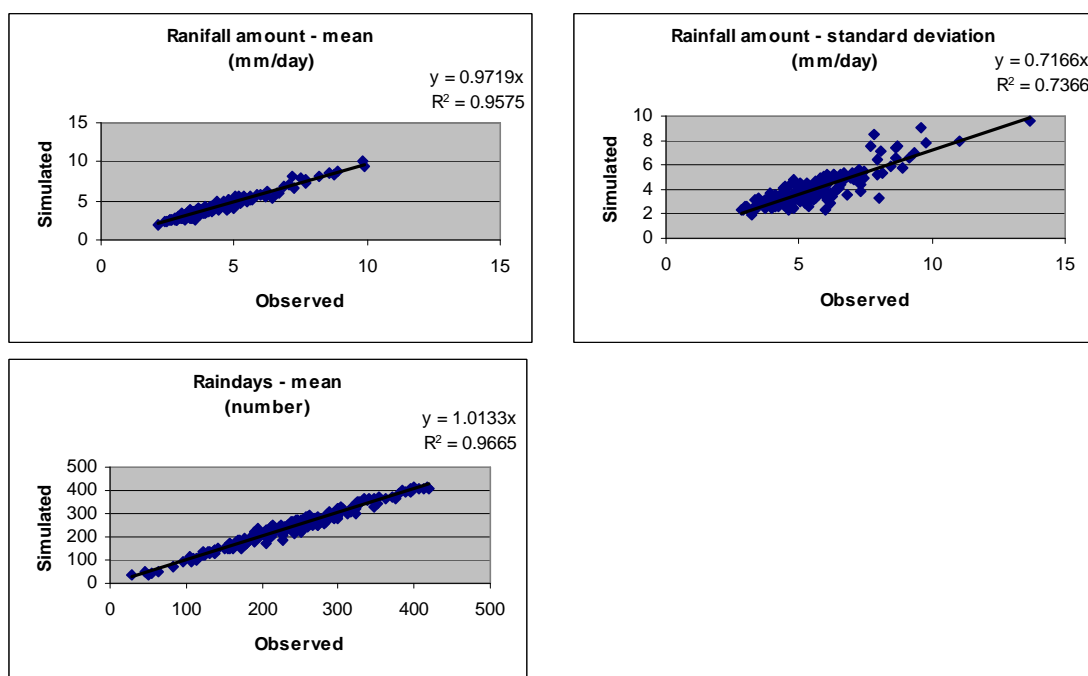 Ranifall amount - mean
(mm/day)
y = 0.9719x
R² = 0.9575
Simulated
15
10
5
0
0 5 10 15
Observed
Rainfall amount - standard deviation
(mm/day)
y = 0.7166x
R² = 0.7366
Simulated
10
8
6
4
2
0
0 5 10 15
Observed
Raindays - mean
(number)
y = 1.0133x
R² = 0.9665
Simulated
500
400
300
200
100
0
0 100 200 300 400 500
Observed